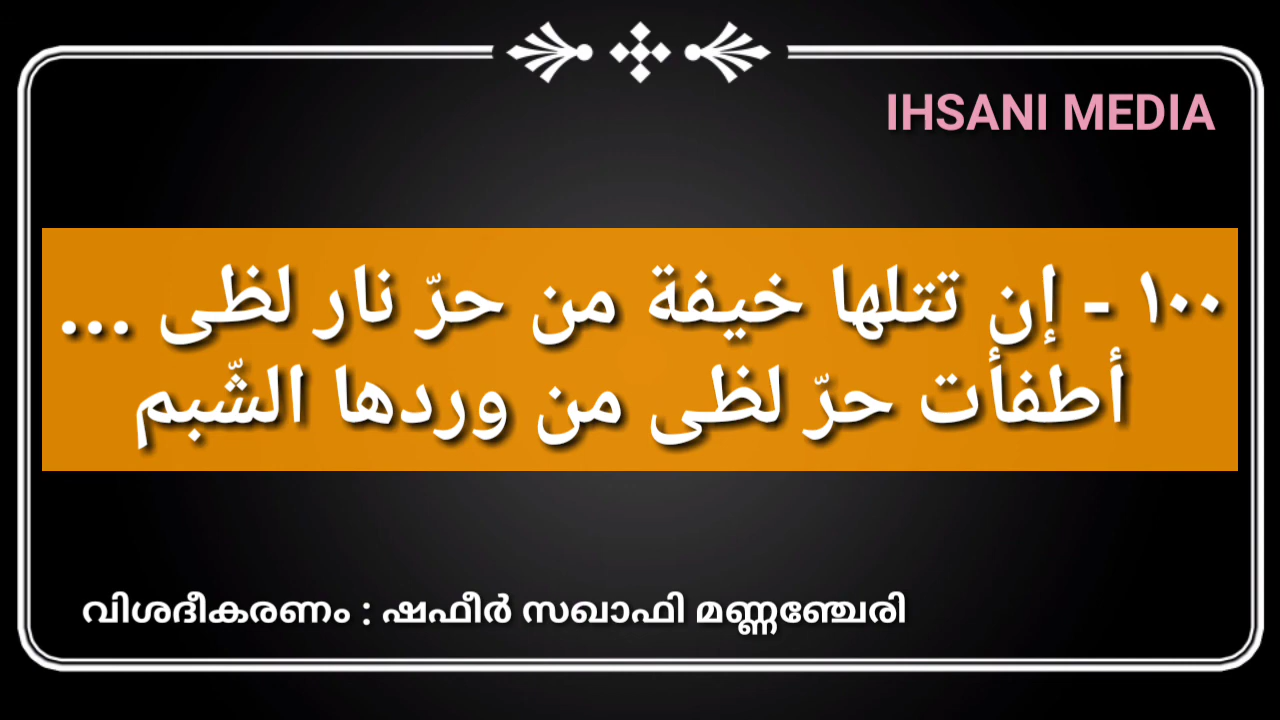 IHSANI MEDIA
١٠٠ - إن تتلها خيفة من حرّ نار لظى ...
أطفأت حرّ لظى من وردها الشّبم
വിശദീകരണം : ഷഫീർ സഖാഫി മണ്ണഞ്ചേരി